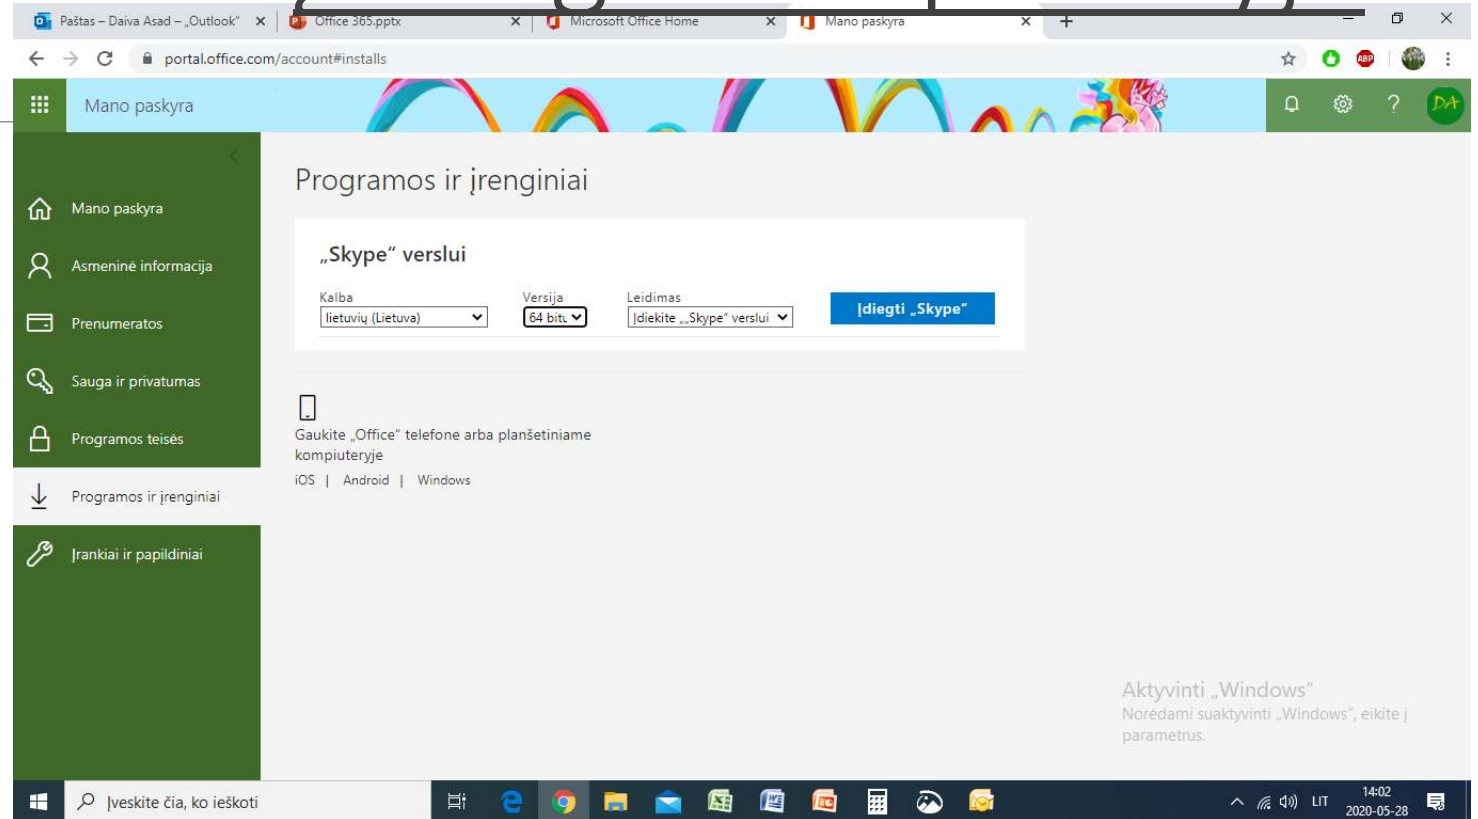 Paštas – Daiva Asad – „Outlook“
Office 365.pptx
Microsoft Office Home
Mano paskyra
portal.office.com/account#installs
ABP
Mano paskyra
DA
Programos ir įrenginiai
Mano paskyra
Asmeninė informacija
Prenumeratos
Sauga ir privatumas
Programos teisės
Programos ir įrenginiai
Įrankiai ir papildiniai
„Skype“ verslui
Kalba
Versija
Leidimas
lietuvių (Lietuva)
64 bitų
Įdiekite „„Skype“ verslui
Įdiegti „Skype“
Gaukite „Office“ telefone arba planšetiniame
kompiuteryje
iOS | Android | Windows
Aktyvinti „Windows“
Norėdami suaktyvinti „Windows“, eikite į
parametrus.
Įveskite čia, ko ieškoti
LIT
14:02
2020-05-28